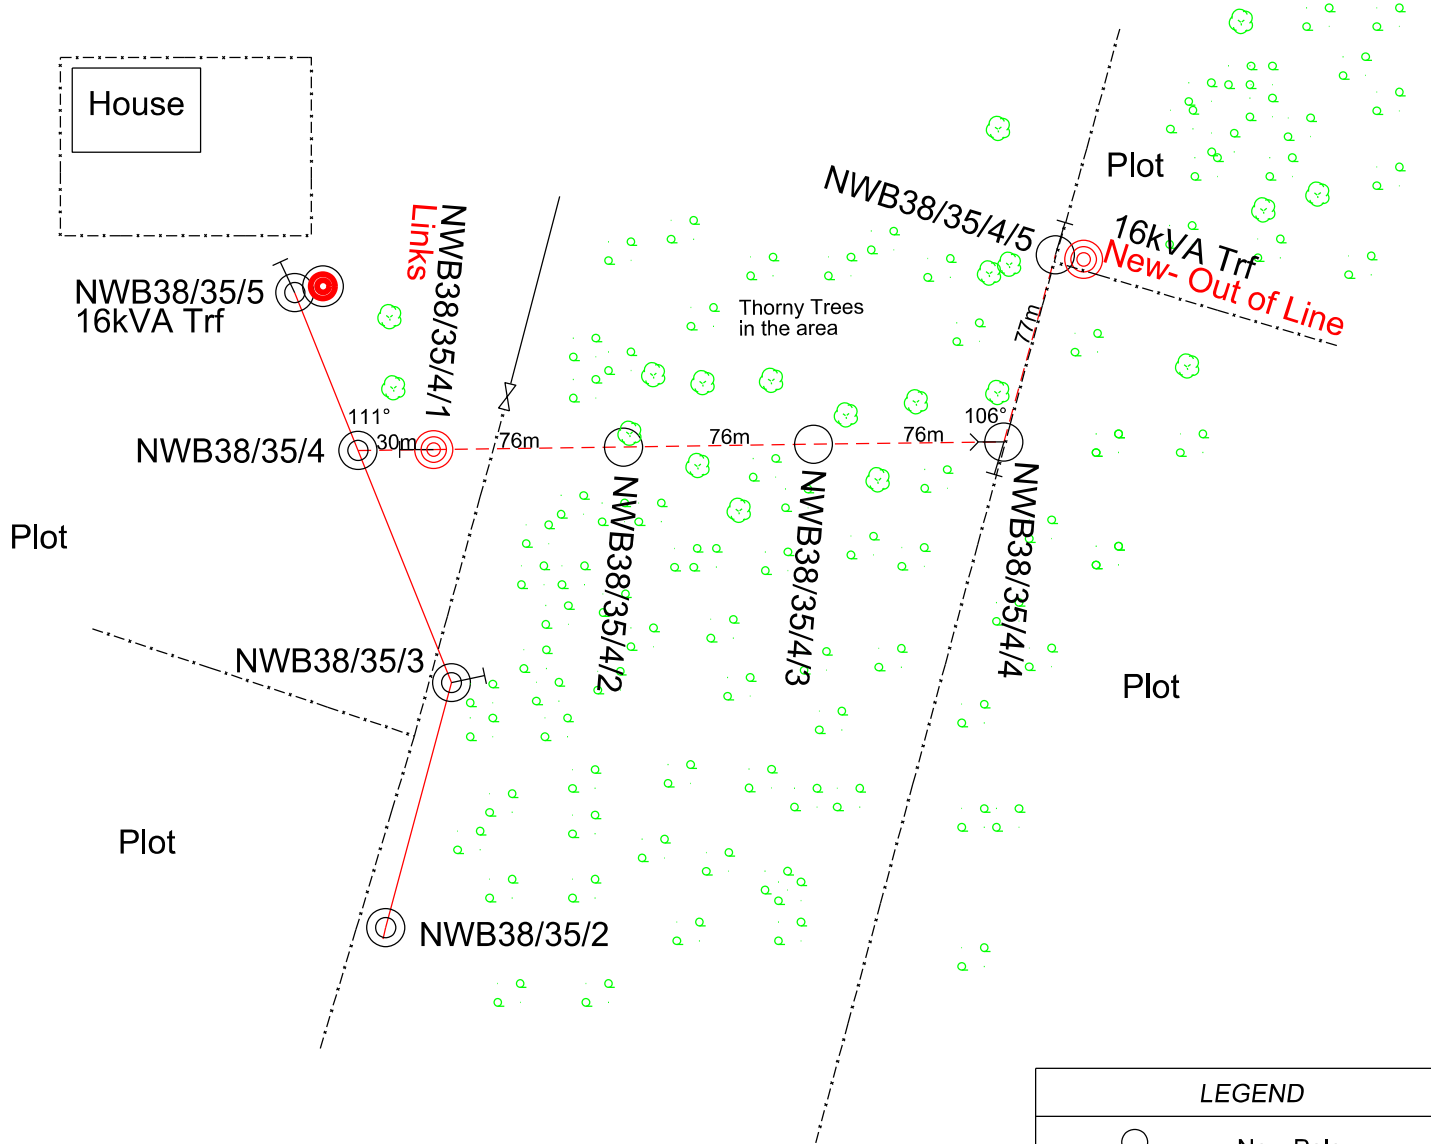 House
Plot
NWB38/35/4/5
16kVA Trf
New- Out of Line
NWB38/35/4/1
Links
NWB38/35/5
16kVA Trf
Thorny Trees
in the area
77m
111°
106°
NWB38/35/4
30m
76m
76m
76m
NWB38/35/4/2
NWB38/35/4/3
NWB38/35/4/4
Plot
NWB38/35/3
Plot
Plot
NWB38/35/2
LEGEND